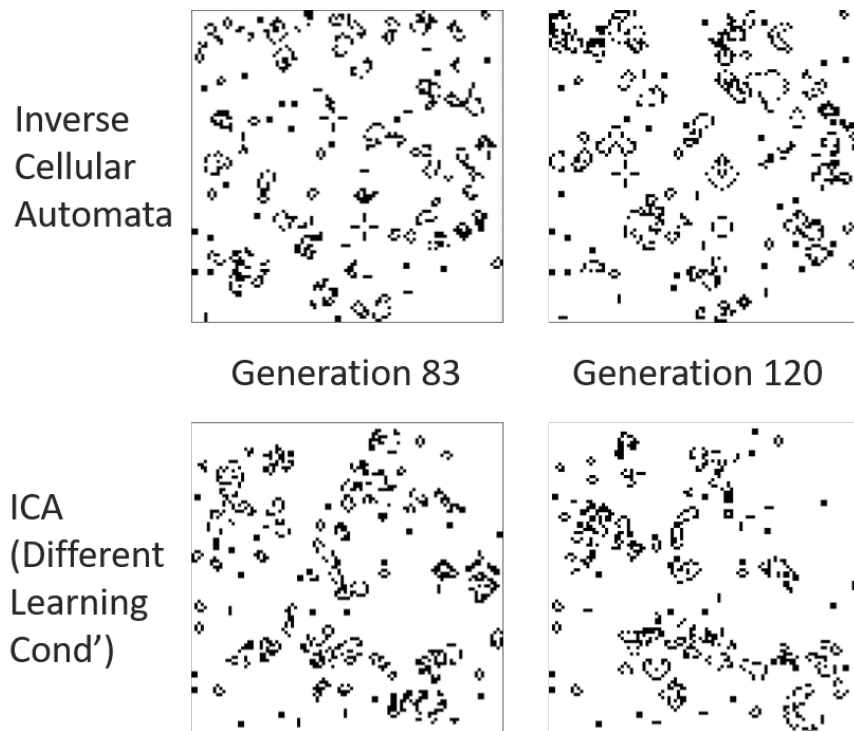 Inverse
Cellular
Automata
Generation 83
Generation 120
ICA
(Different
Learning
Cond')